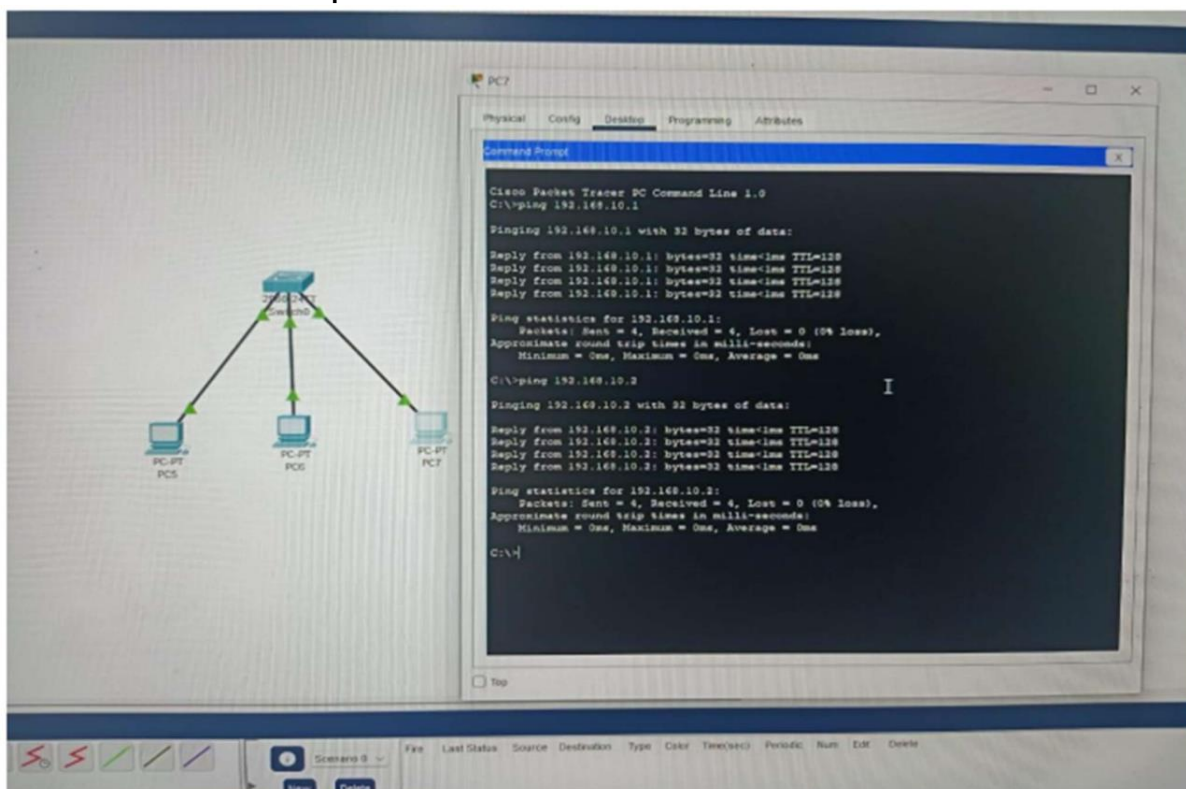 PC7
Physical Config Desktop Programming Attributes
Command Prompt
X
Cisco Packet Tracer PC Command Line 1.0
C:\>ping 192.168.10.1
Pinging 192.168.10.1 with 32 bytes of data:
Reply from 192.168.10.1: bytes=32 time<1ms TTL=128
Reply from 192.168.10.1: bytes=32 time<1ms TTL=128
Reply from 192.168.10.1: bytes=32 time<1ms TTL=128
Reply from 192.168.10.1: bytes=32 time<1ms TTL=128
Ping statistics for 192.168.10.1:
Packets: Sent = 4, Received = 4, Lost = 0 (0% loss),
Approximate round trip times in milli-seconds:
Minimum = 0ms, Maximum = 0ms, Average = 0ms
C:\>ping 192.168.10.2
Pinging 192.168.10.2 with 32 bytes of data:
Reply from 192.168.10.2: bytes=32 time<1ms TTL=128
Reply from 192.168.10.2: bytes=32 time<1ms TTL=128
Reply from 192.168.10.2: bytes=32 time<1ms TTL=128
Reply from 192.168.10.2: bytes=32 time<1ms TTL=128
Ping statistics for 192.168.10.2:
Packets: Sent = 4, Received = 4, Lost = 0 (0% loss),
Approximate round trip times in milli-seconds:
Minimum = 0ms, Maximum = 0ms, Average = 0ms
C:\>
Top
Switch0
PC-PT
PC5
PC-PT
PC6
PC-PT
PC7
Scenario 0
Fire Last Status Source Destination Type Color Time(sec) Periodic Num Edit Delete
New Delete